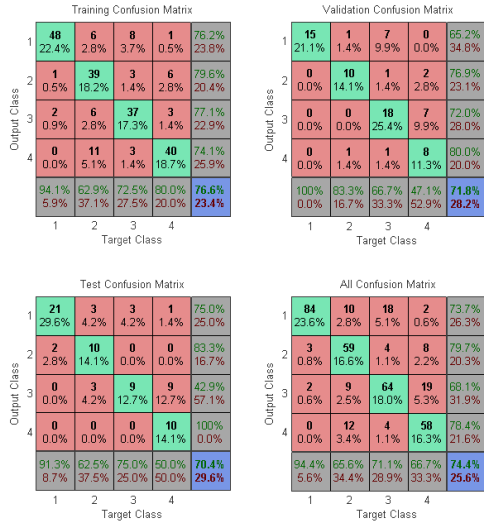 Training Confusion Matrix
Output Class
1
48 6 8 1 76.2%
22.4% 2.8% 3.7% 0.5% 23.8%
2
1 39 3 6 79.6%
0.5% 18.2% 1.4% 2.8% 20.4%
3
2 6 37 3 77.1%
0.9% 2.8% 17.3% 1.4% 22.9%
4
0 11 3 40 74.1%
0.0% 5.1% 1.4% 18.7% 25.9%
94.1% 62.9% 72.5% 80.0% 76.6%
5.9% 37.1% 27.5% 20.0% 23.4%
1 2 3 4
Target Class
Validation Confusion Matrix
Output Class
1
15 1 7 0 65.2%
21.1% 1.4% 9.9% 0.0% 34.8%
2
0 10 1 2 76.9%
0.0% 14.1% 1.4% 2.8% 23.1%
3
0 0 18 7 72.0%
0.0% 0.0% 25.4% 9.9% 28.0%
4
0 1 1 8 80.0%
0.0% 1.4% 1.4% 11.3% 20.0%
100% 83.3% 66.7% 47.1% 71.8%
0.0% 16.7% 33.3% 52.9% 28.2%
1 2 3 4
Target Class
Test Confusion Matrix
Output Class
1
21 3 3 1 75.0%
29.6% 4.2% 4.2% 1.4% 25.0%
2
2 10 0 0 83.3%
2.8% 14.1% 0.0% 0.0% 16.7%
3
0 3 9 9 42.9%
0.0% 4.2% 12.7% 12.7% 57.1%
4
0 0 0 10 100%
0.0% 0.0% 0.0% 14.1% 0.0%
91.3% 62.5% 75.0% 50.0% 70.4%
8.7% 37.5% 25.0% 50.0% 29.6%
1 2 3 4
Target Class
All Confusion Matrix
Output Class
1
84 10 18 2 73.7%
23.6% 2.8% 5.1% 0.6% 26.3%
2
3 59 4 8 79.7%
0.8% 16.6% 1.1% 2.2% 20.3%
3
2 9 64 19 68.1%
0.6% 2.5% 18.0% 5.3% 31.9%
4
0 12 4 58 78.4%
0.0% 3.4% 1.1% 16.3% 21.6%
94.4% 65.6% 71.1% 66.7% 74.4%
5.6% 34.4% 28.9% 33.3% 25.6%
1 2 3 4
Target Class